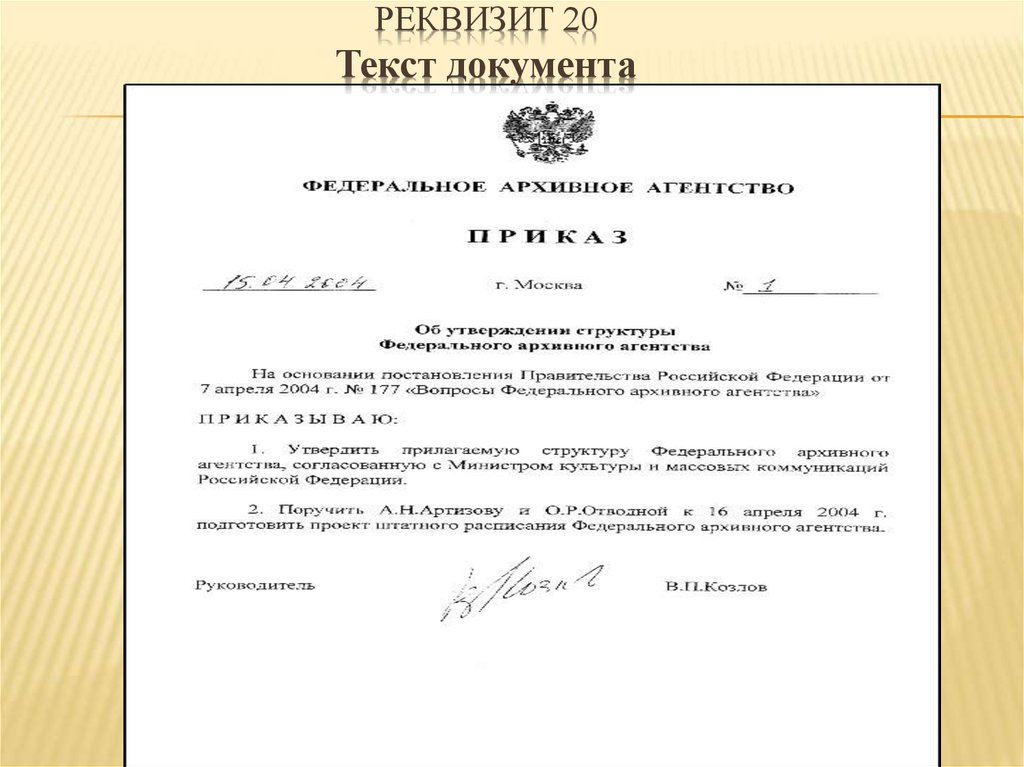 РЕКВИЗИТ 20
Текст документа
ФЕДЕРАЛЬНОЕ АРХИВНОЕ АГЕНТСТВО
П Р И К А З
15.04 2004 г. Москва № 1
Об утверждении структуры
Федерального архивного агентства
На основании постановления Правительства Российской Федерации от
7 апреля 2004 г. № 177 «Вопросы Федерального архивного агентства»
П Р И К А З Ы В А Ю:
1. Утвердить прилагаемую структуру Федерального архивного
агентства, согласованную с Министром культуры и массовых коммуникаций
Российской Федерации.
2. Поручить А.Н.Артизову и О.Р.Отводной к 16 апреля 2004 г.
подготовить проект штатного расписания Федерального архивного агентства.
Руководитель В.П.Козлов